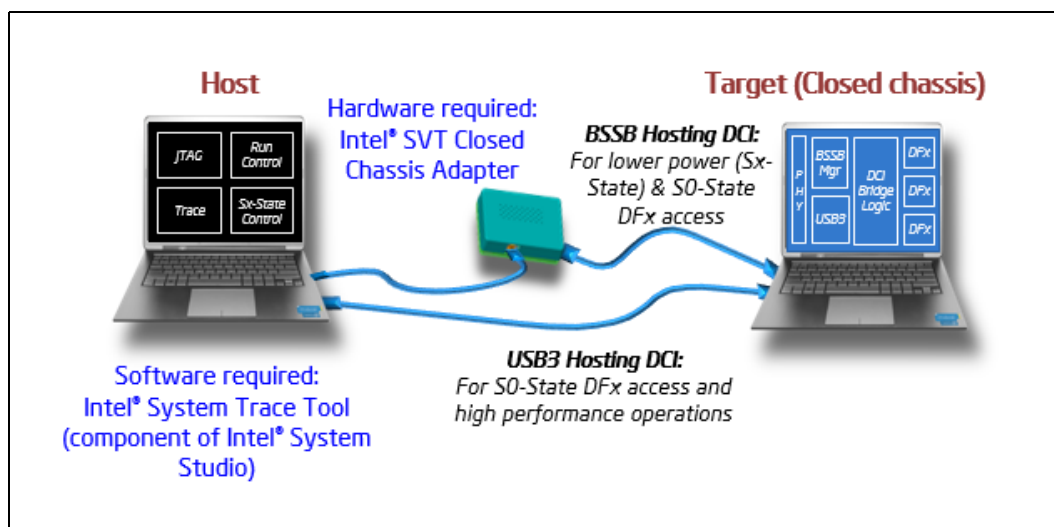 Host
Target (Closed chassis)
Hardware required:
Intel® SVT Closed
Chassis Adapter
BSSB Hosting DCI:
For lower power (Sx-
State) & S0-State
DFx access
JTAG
Run
Control
Trace
Sx-State
Control
P
H
Y
BSSB
Mgr
USB3
DCI
Bridge
Logic
DFx
DFx
DFx
Software required:
Intel® System Trace Tool
(component of Intel® System
Studio)
USB3 Hosting DCI:
For S0-State DFx access and
high performance operations